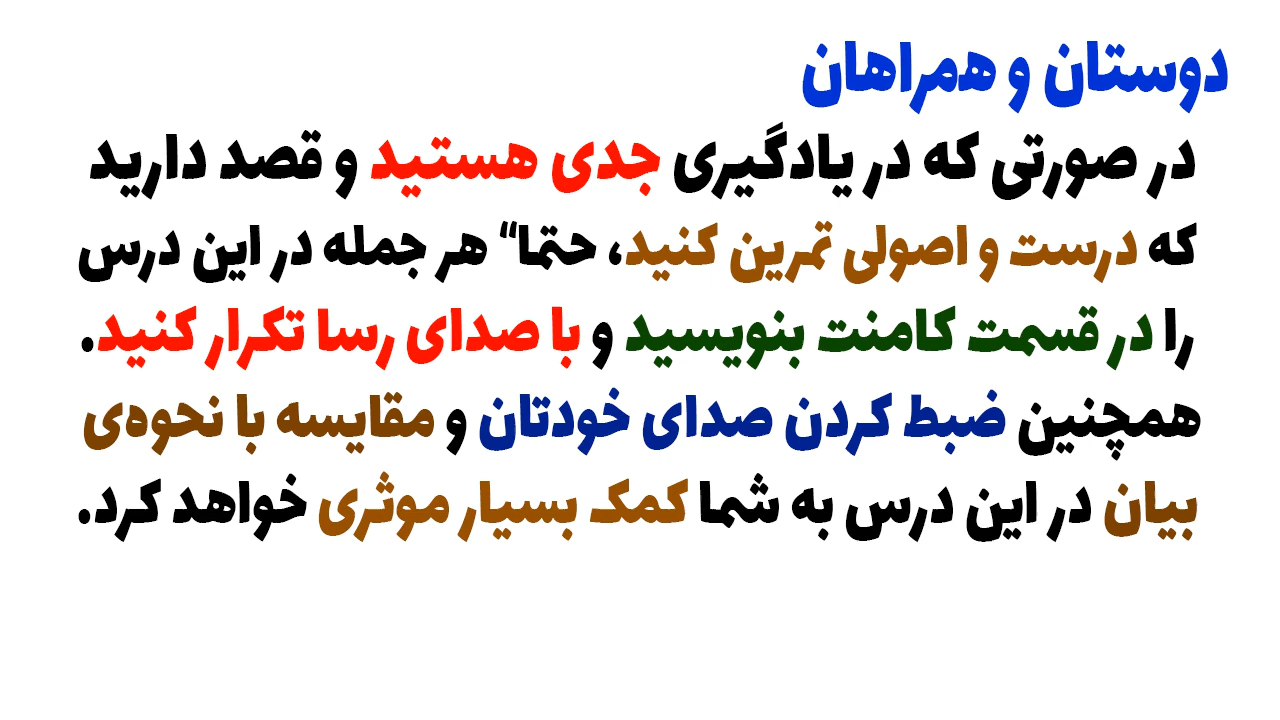 دوستان و همراهان
در صورتی که در یادگیری جدی هستید و قصد دارید
که درست و اصولی تمرین کنید، حتما“ هر جمله در این درس
را در قسمت کامنت بنویسید و با صدای رسا تکرار کنید.
همچنین ضبط کردن صدای خودتان و مقایسه با نحوه‌ی
بیان در این درس به شما کمک بسیار موثری خواهد کرد.